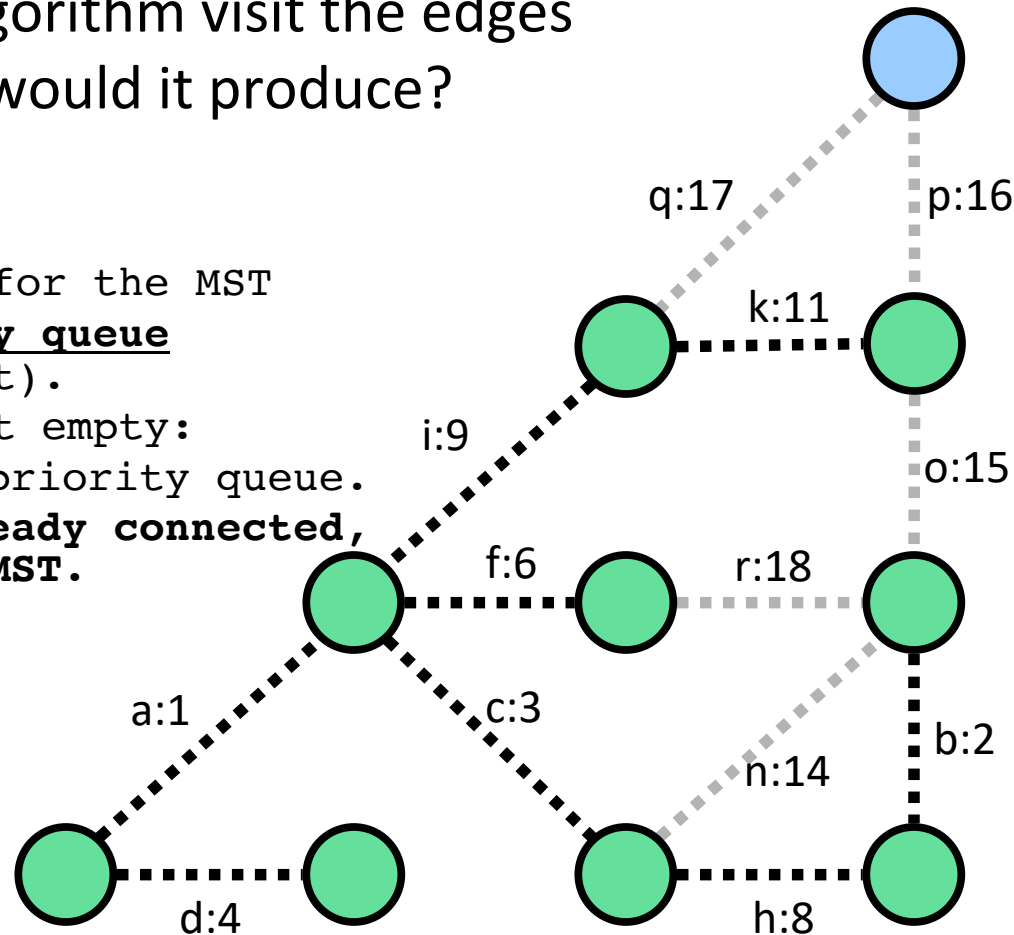 gorithm visit the edges
would it produce?
q:17
p:16
for the MST
y queue
k:11
t).
t empty:
i:9
priority queue.
o:15
eady connected,
MST.
f:6
r:18
a:1
c:3
b:2
n:14
d:4
h:8